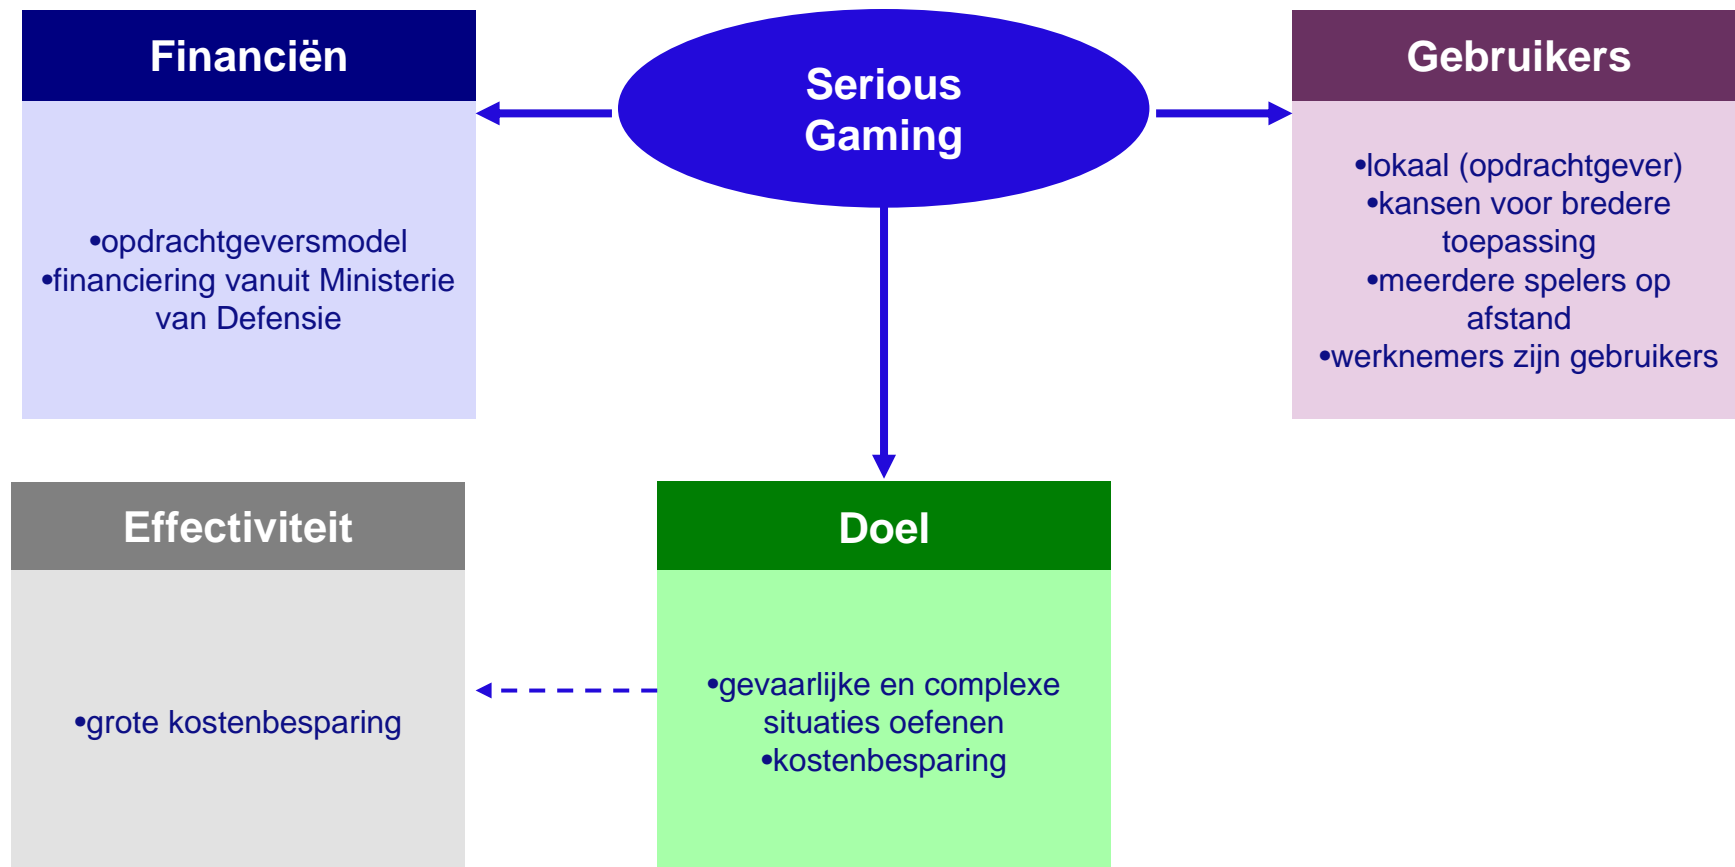 Financiën
•opdrachtgeversmodel
•financiering vanuit Ministerie
van Defensie
Serious
Gaming
Gebruikers
•lokaal (opdrachtgever)
•kansen voor bredere
toepassing
•meerdere spelers op
afstand
•werknemers zijn gebruikers
Effectiviteit
•grote kostenbesparing
Doel
•gevaarlijke en complexe
situaties oefenen
•kostenbesparing